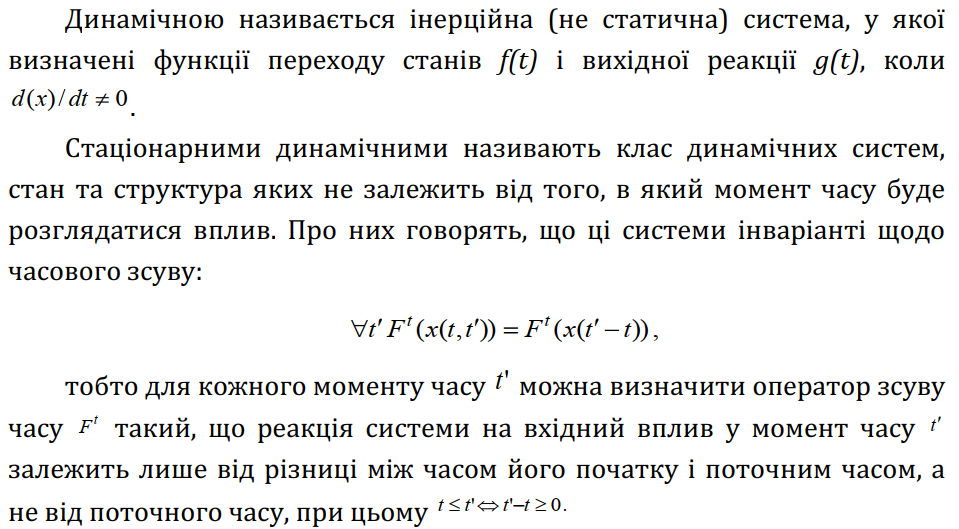 Динамічною називається інерційна (не статична) система, у якої
визначені функції переходу станів f(t) і вихідної реакції g(t), коли
d(x)/dt ≠ 0.
Стаціонарними динамічними називають клас динамічних систем,
стан та структура яких не залежить від того, в який момент часу буде
розглядатися вплив. Про них говорять, що ці системи інваріанті щодо
часового зсуву:
∀t′ Fᵗ(x(t,t′)) = Fᵗ(x(t′ − t)),
тобто для кожного моменту часу t' можна визначити оператор зсуву
часу Fᵗ такий, що реакція системи на вхідний вплив у момент часу t′
залежить лише від різниці між часом його початку і поточним часом, а
не від поточного часу, при цьому t ≤ t'⇔ t'−t ≥ 0.